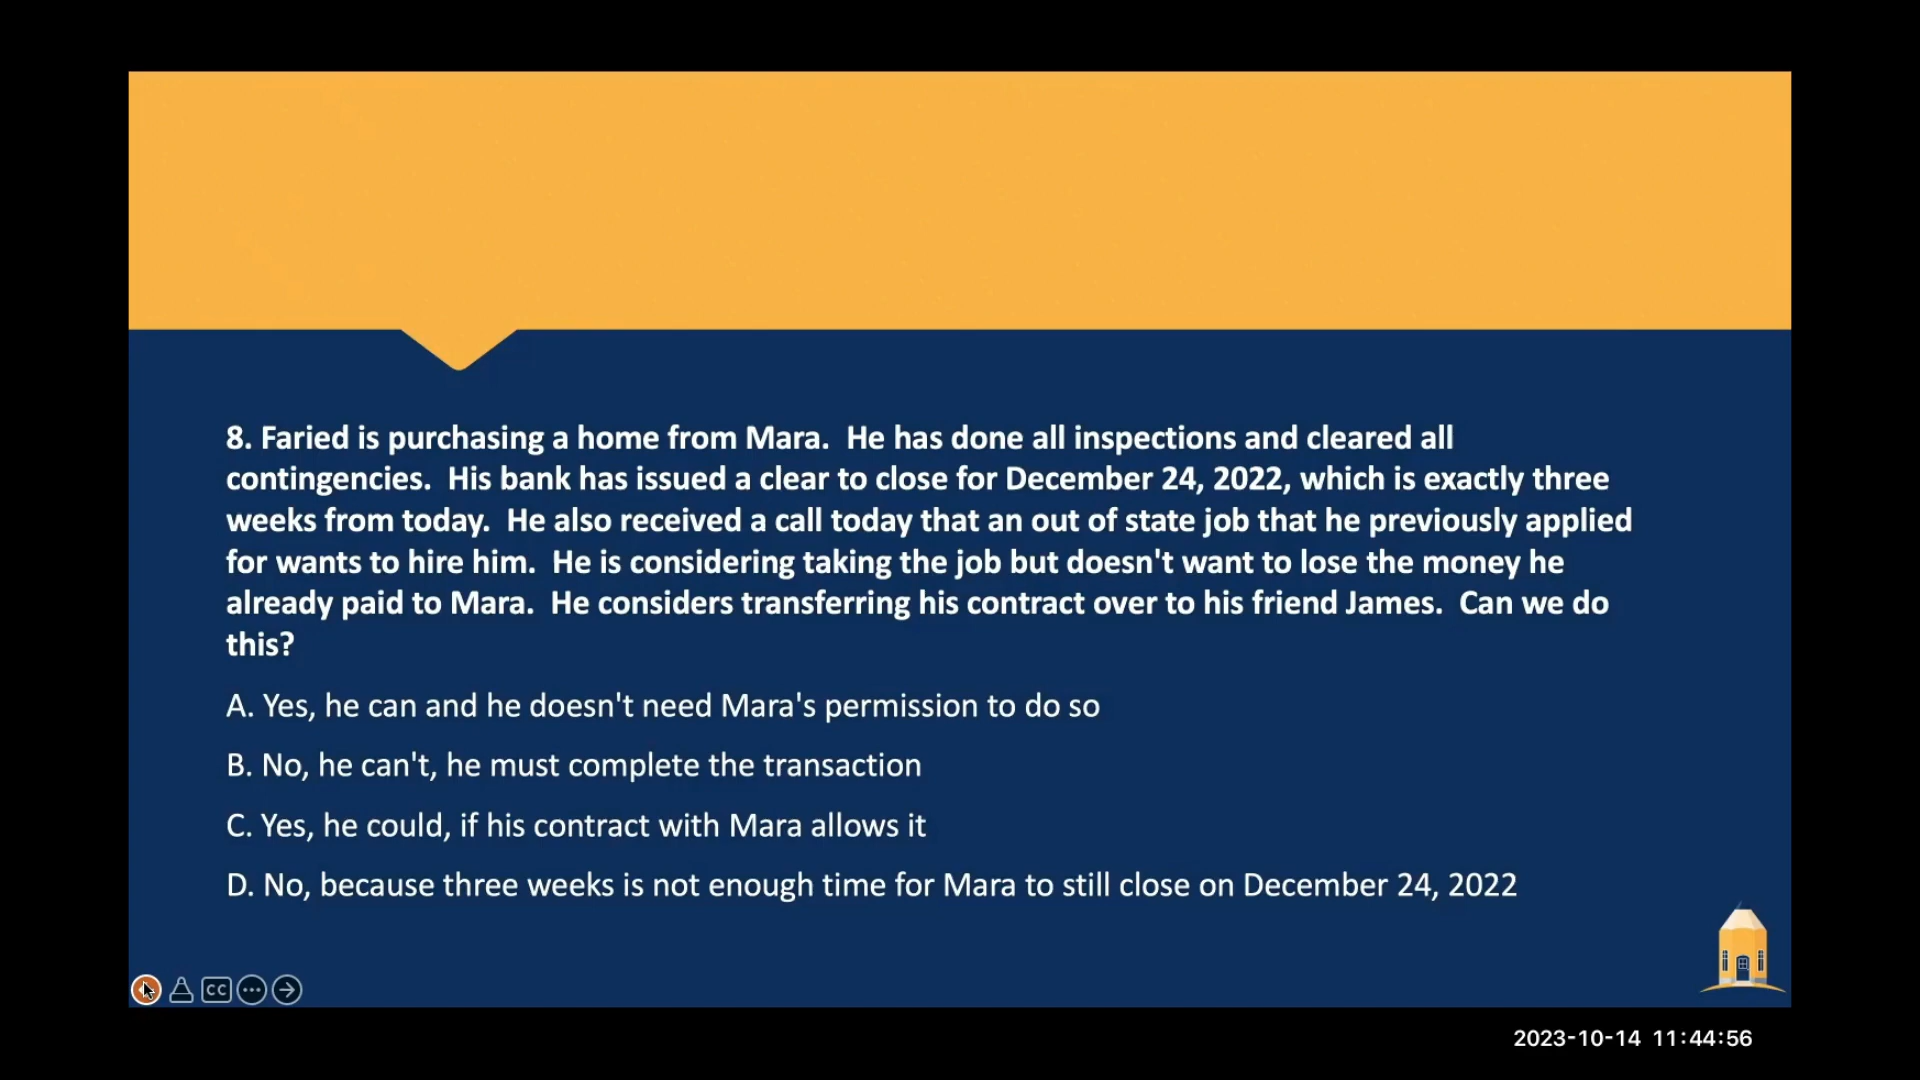 8. Faried is purchasing a home from Mara.  He has done all inspections and cleared all
contingencies.  His bank has issued a clear to close for December 24, 2022, which is exactly three
weeks from today.  He also received a call today that an out of state job that he previously applied
for wants to hire him.  He is considering taking the job but doesn't want to lose the money he
already paid to Mara.  He considers transferring his contract over to his friend James.  Can we do
this?
A. Yes, he can and he doesn't need Mara's permission to do so
B. No, he can't, he must complete the transaction
C. Yes, he could, if his contract with Mara allows it
D. No, because three weeks is not enough time for Mara to still close on December 24, 2022
CC
2023-10-14 11:44:56